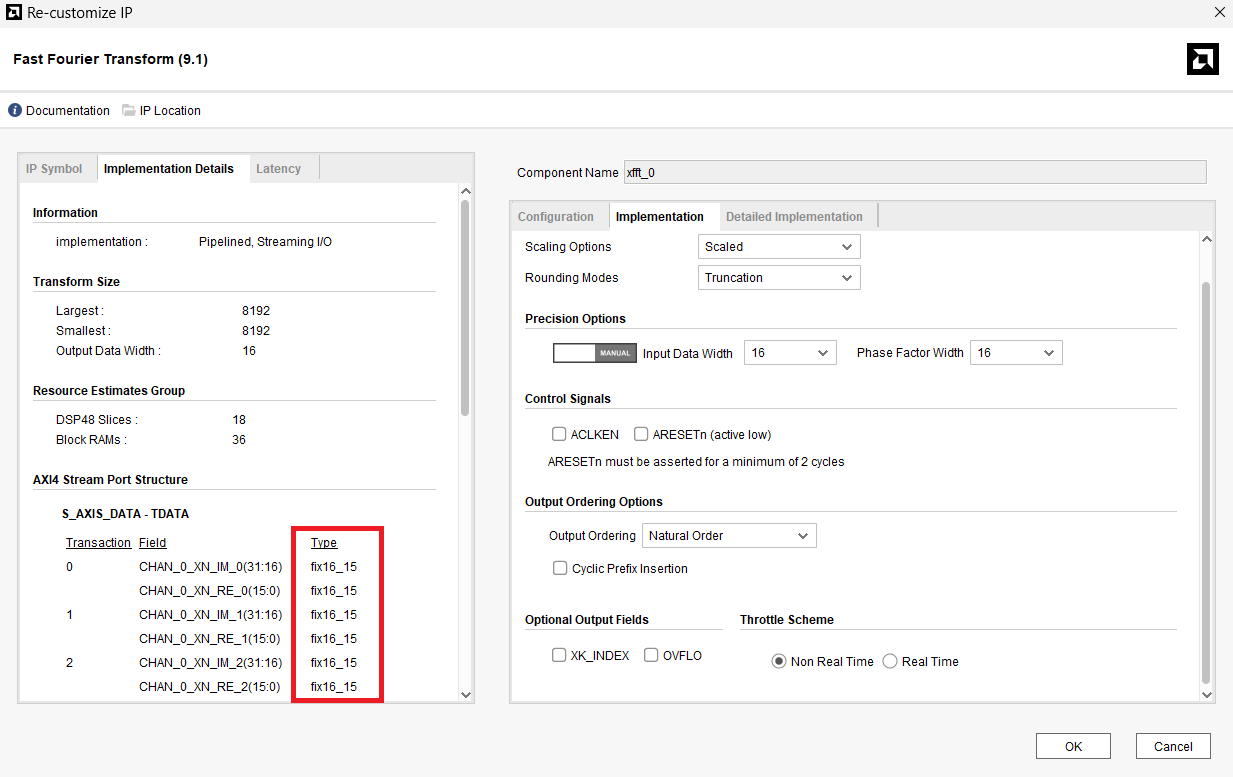 Re-customize IP
Fast Fourier Transform (9.1)
Documentation IP Location
IP Symbol Implementation Details Latency
Information
implementation : Pipelined, Streaming I/O
Transform Size
Largest : 8192
Smallest : 8192
Output Data Width : 16
Resource Estimates Group
DSP48 Slices : 18
Block RAMs : 36
AXI4 Stream Port Structure
S_AXIS_DATA - TDATA
Transaction Field Type
0 CHAN_0_XN_IM_0(31:16) fix16_15
CHAN_0_XN_RE_0(15:0) fix16_15
1 CHAN_0_XN_IM_1(31:16) fix16_15
CHAN_0_XN_RE_1(15:0) fix16_15
2 CHAN_0_XN_IM_2(31:16) fix16_15
CHAN_0_XN_RE_2(15:0) fix16_15
Component Name xfft_0
Configuration Implementation Detailed Implementation
Scaling Options Scaled
Rounding Modes Truncation
Precision Options
MANUAL Input Data Width 16 Phase Factor Width 16
Control Signals
ACLKEN ARESETn (active low)
ARESETn must be asserted for a minimum of 2 cycles
Output Ordering Options
Output Ordering Natural Order
Cyclic Prefix Insertion
Optional Output Fields Throttle Scheme
XK_INDEX OVFLO Non Real Time Real Time
OK Cancel